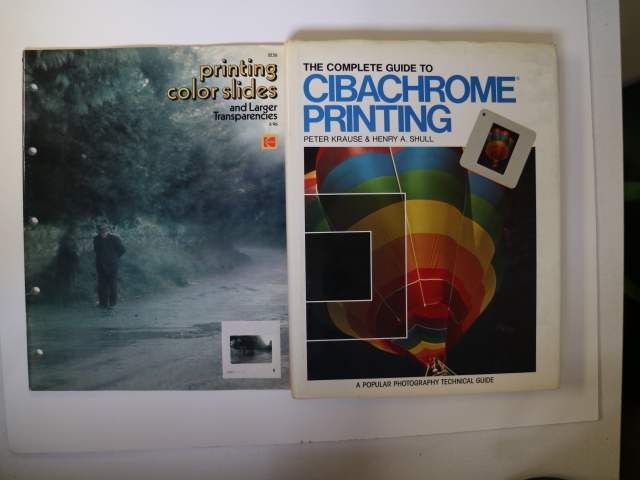 printing
color slides
and Larger
Transparencies
THE COMPLETE GUIDE TO
CIBACHROME®
PRINTING
PETER KRAUSE & HENRY A. SHULL
A POPULAR PHOTOGRAPHY TECHNICAL GUIDE